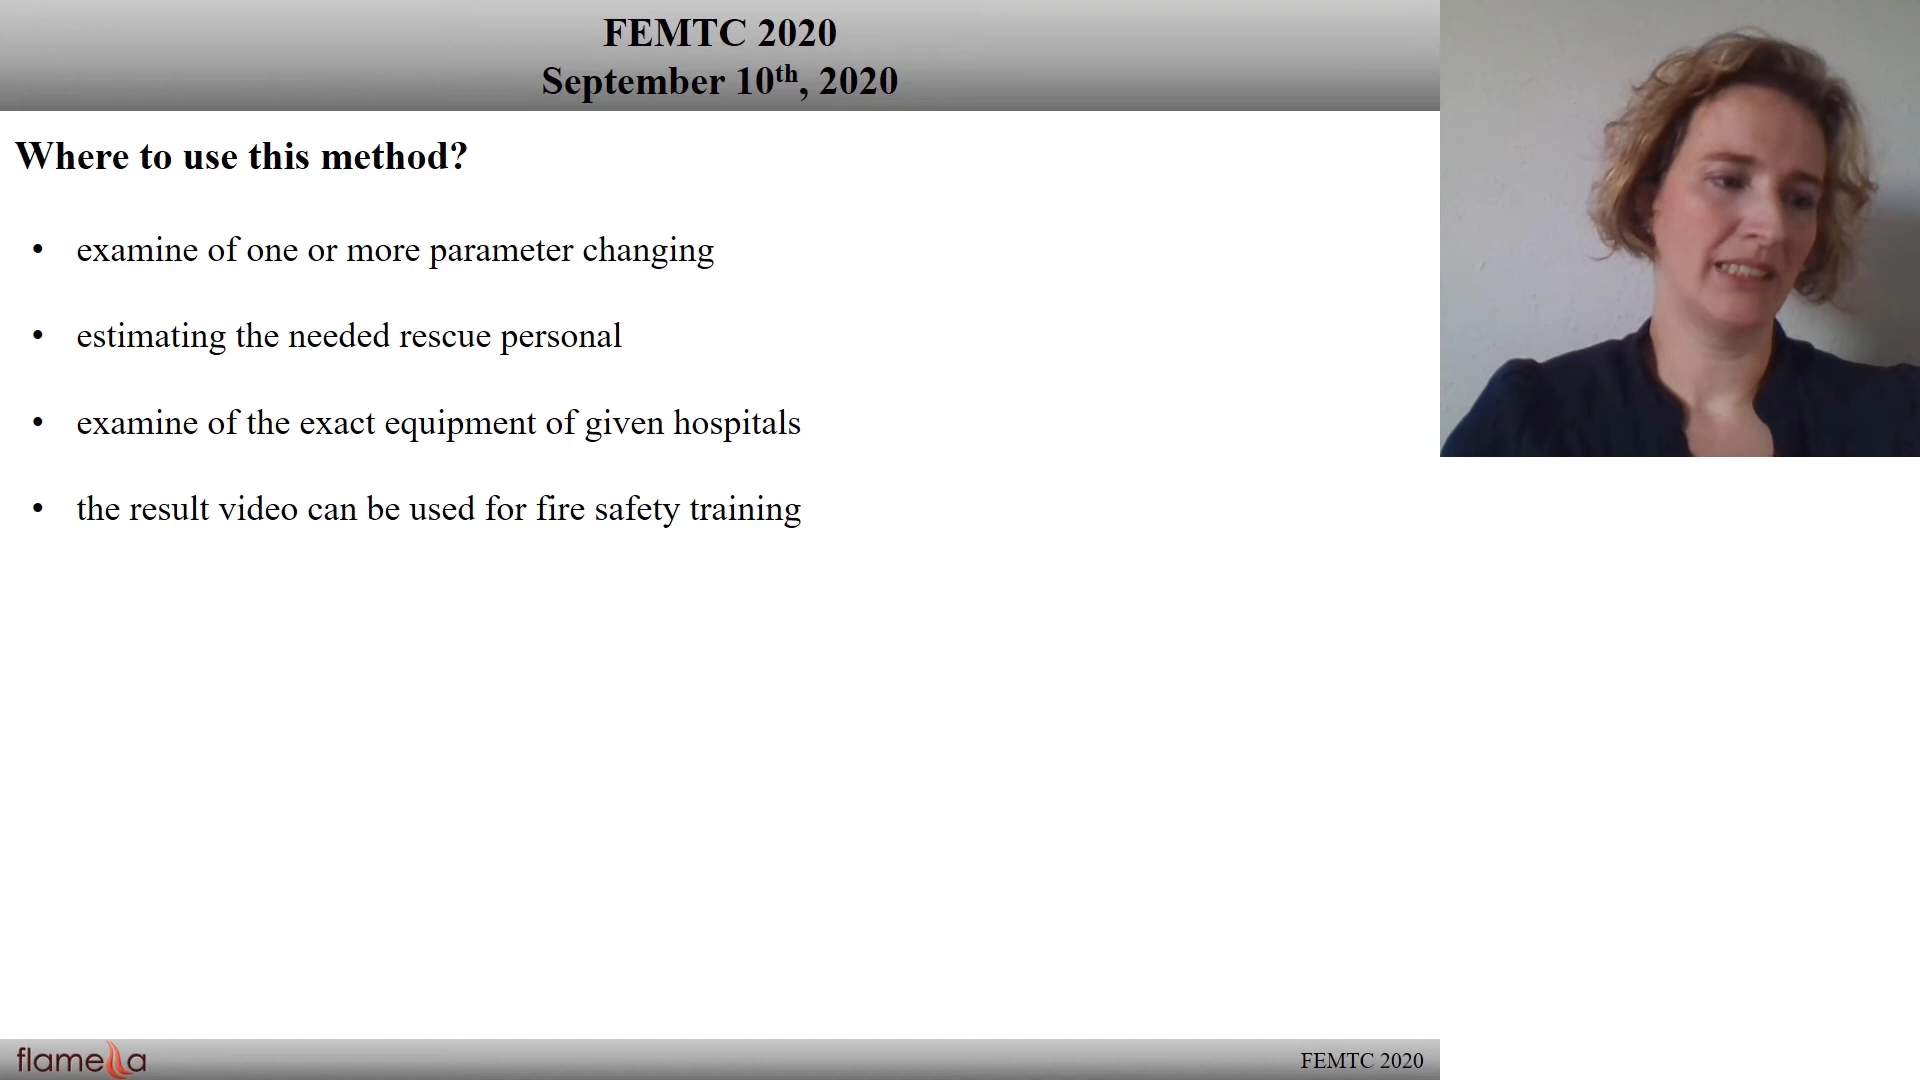 FEMTC 2020
September 10th, 2020
Where to use this method?
• examine of one or more parameter changing
• estimating the needed rescue personal
• examine of the exact equipment of given hospitals
• the result video can be used for fire safety training
flamella
FEMTC 2020